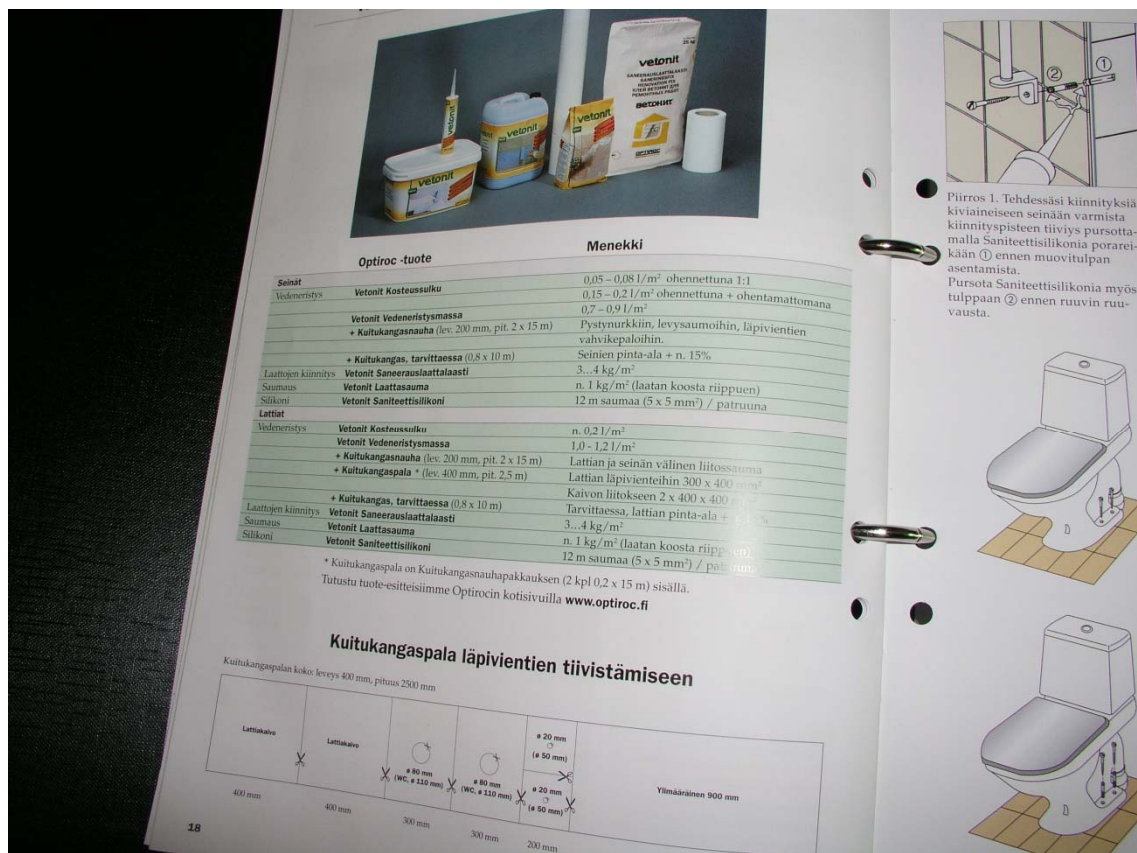 vetonit
vetonit
vetonit
vetonit
SANEERAUSLAATTALAASTI
вetohит
OPTIROC
25 kg
Optiroc -tuote Menekki
Seinät
Vedeneristys Vetonit Kosteussulku 0,05 – 0,08 l/m² ohennettuna 1:1
0,15 – 0,2 l/m² ohennettuna + ohentamattomana
Vetonit Vedeneristysmassa 0,7 – 0,9 l/m²
+ Kuitukangasnauha (lev. 200 mm, pit. 2 x 15 m) Pystynurkkiin, levysaumoihin, läpivientien
vahvikepaloihin.
+ Kuitukangas, tarvittaessa (0,8 x 10 m) Seinien pinta-ala + n. 15%
Laattojen kiinnitys Vetonit Saneerauslaattalaasti 3…4 kg/m²
Saumaus Vetonit Laattasauma n. 1 kg/m² (laatan koosta riippuen)
Silikoni Vetonit Saniteettisilikoni 12 m saumaa (5 x 5 mm²) / patruuna
Lattiat
Vedeneristys Vetonit Kosteussulku n. 0,2 l/m²
Vetonit Vedeneristysmassa 1,0 - 1,2 l/m²
+ Kuitukangasnauha (lev. 200 mm, pit. 2 x 15 m) Lattian ja seinän välinen liitossauma
+ Kuitukangaspala * (lev. 400 mm, pit. 2,5 m) Lattian läpivienteihin 300 x 400 mm²
Kaivon liitokseen 2 x 400 x 400
+ Kuitukangas, tarvittaessa (0,8 x 10 m) Tarvittaessa, lattian pinta-ala +
Laattojen kiinnitys Vetonit Saneerauslaattalaasti 3…4 kg/m²
Saumaus Vetonit Laattasauma n. 1 kg/m² (laatan koosta riippuen)
Silikoni Vetonit Saniteettisilikoni 12 m saumaa (5 x 5 mm²) / patruuna
* Kuitukangaspala on Kuitukangasnauhapakkauksen (2 kpl 0,2 x 15 m) sisällä.
Tutustu tuote-esitteisiimme Optirocin kotisivuilla www.optiroc.fi
Kuitukangaspala läpivientien tiivistämiseen
Kuitukangaspalan koko: leveys 400 mm, pituus 2500 mm
Lattiakaivo
Lattiakaivo
ø 80 mm
(WC, ø 110 mm)
ø 80 mm
(WC, ø 110 mm)
ø 20 mm
(ø 50 mm)
ø 20 mm
(ø 50 mm)
Ylimääräinen 900 mm
400 mm
400 mm
300 mm
300 mm
200 mm
18
① ②
Piirros 1. Tehdessäsi kiinnityksiä
kiviaineiseen seinään varmista
kiinnityspisteen tiiviys pursotta-
malla Saniteettisilikonia porarei-
kään ① ennen muovitulpan
asentamista.
Pursota Saniteettisilikonia myös
tulppaan ② ennen ruuvin ruu-
vausta.